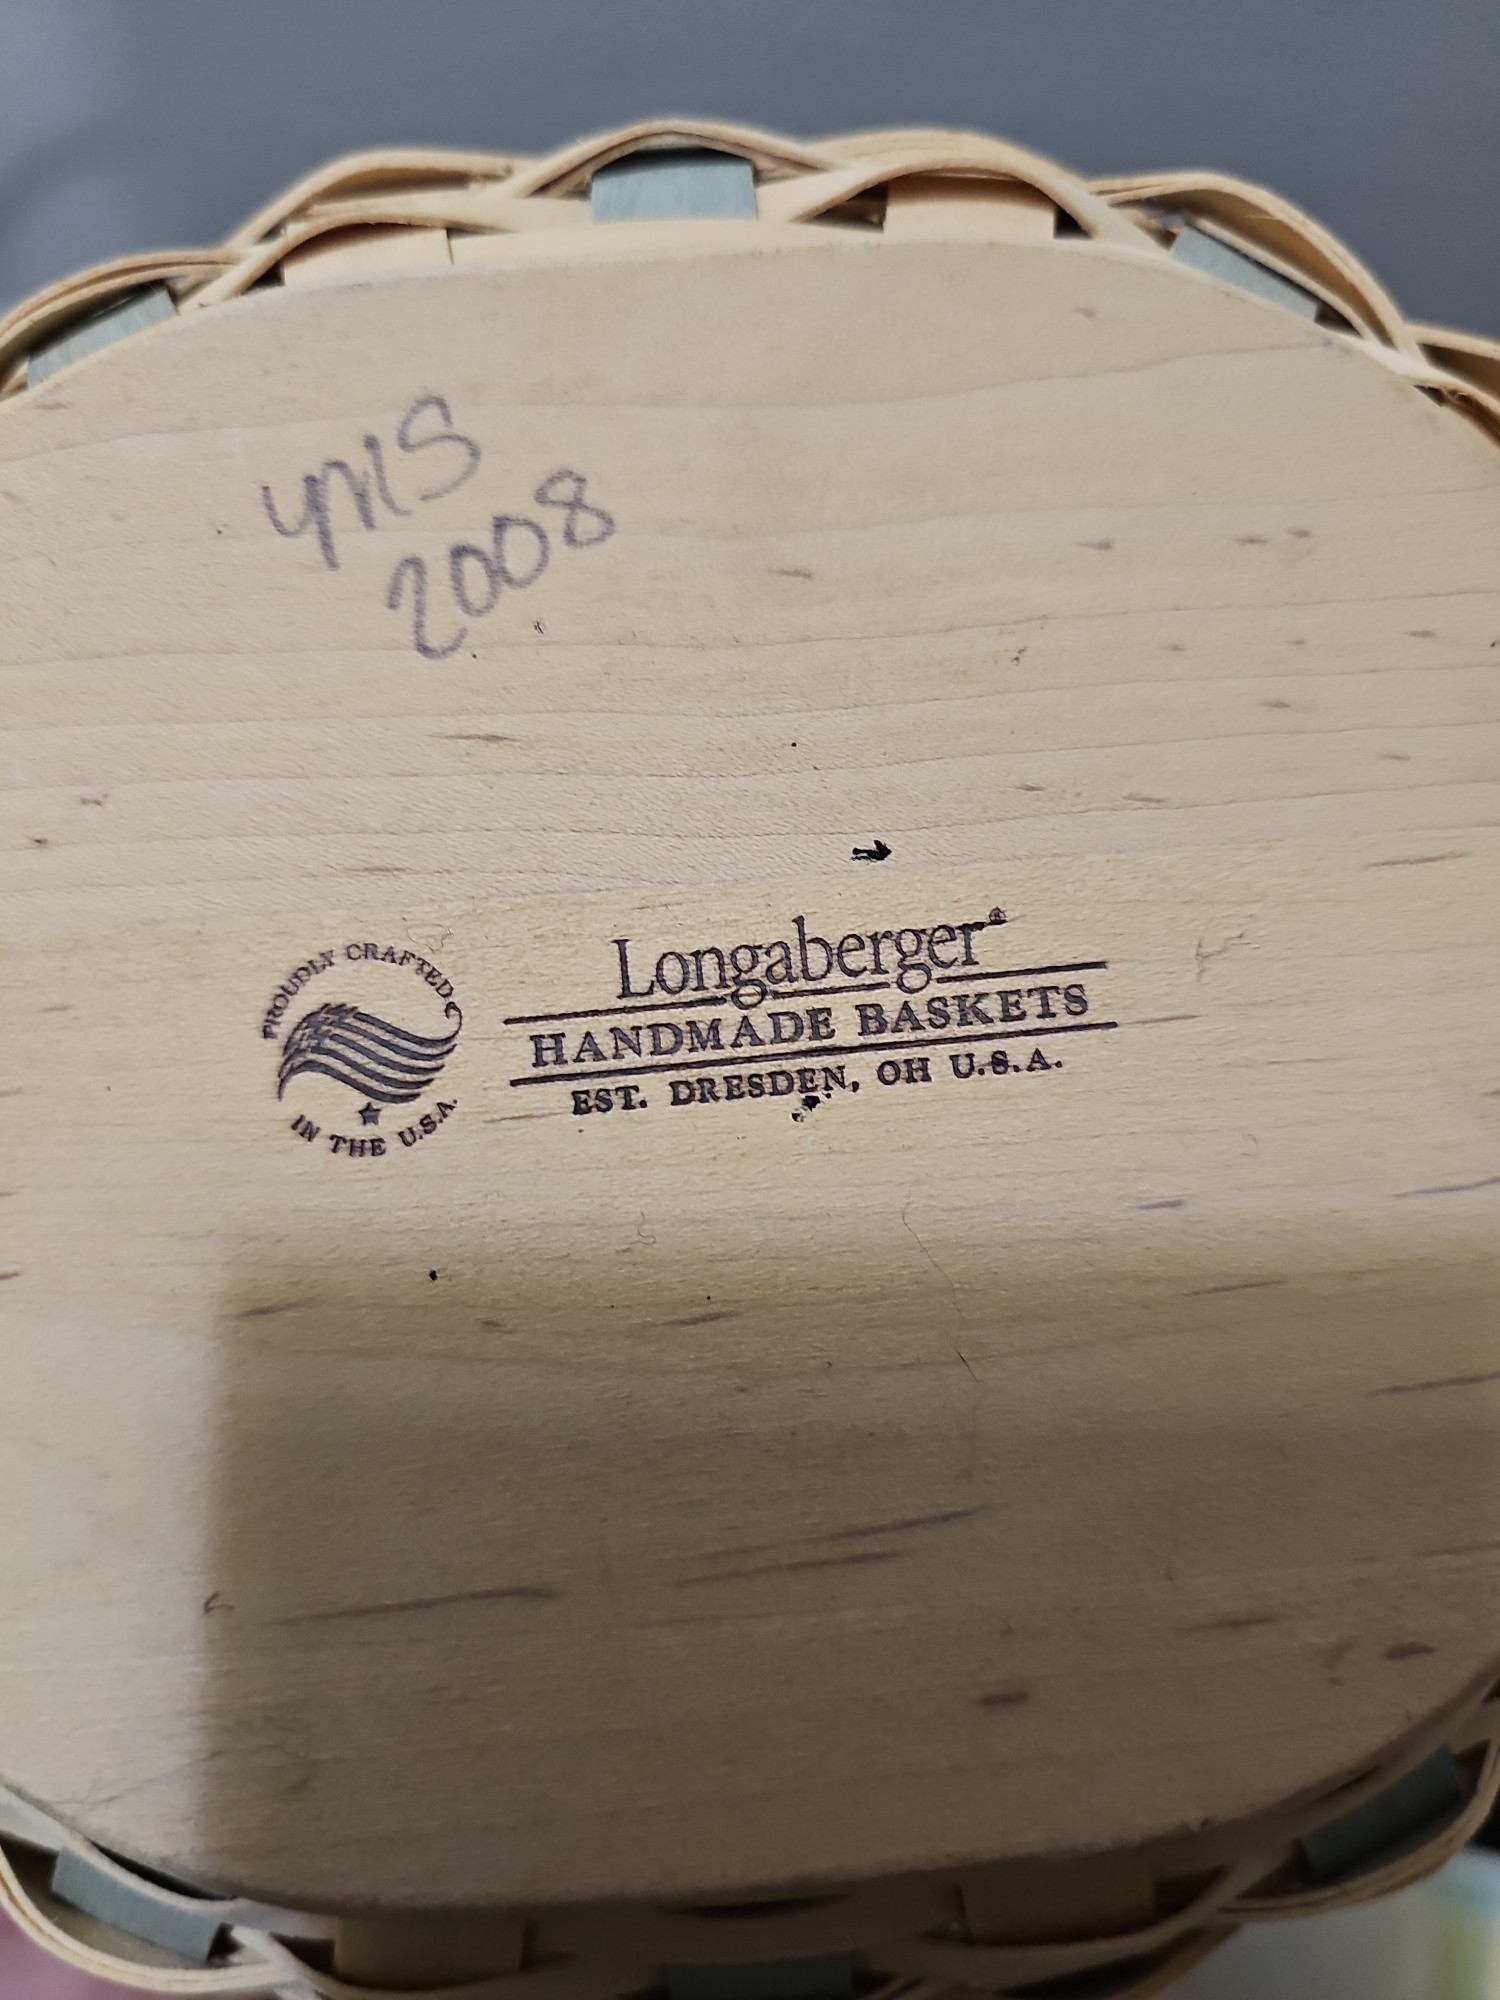 2008
PROUDLY CRAFTED
IN THE U.S.A.
Longaberger®
HANDMADE BASKETS
EST. DRESDEN, OH U.S.A.